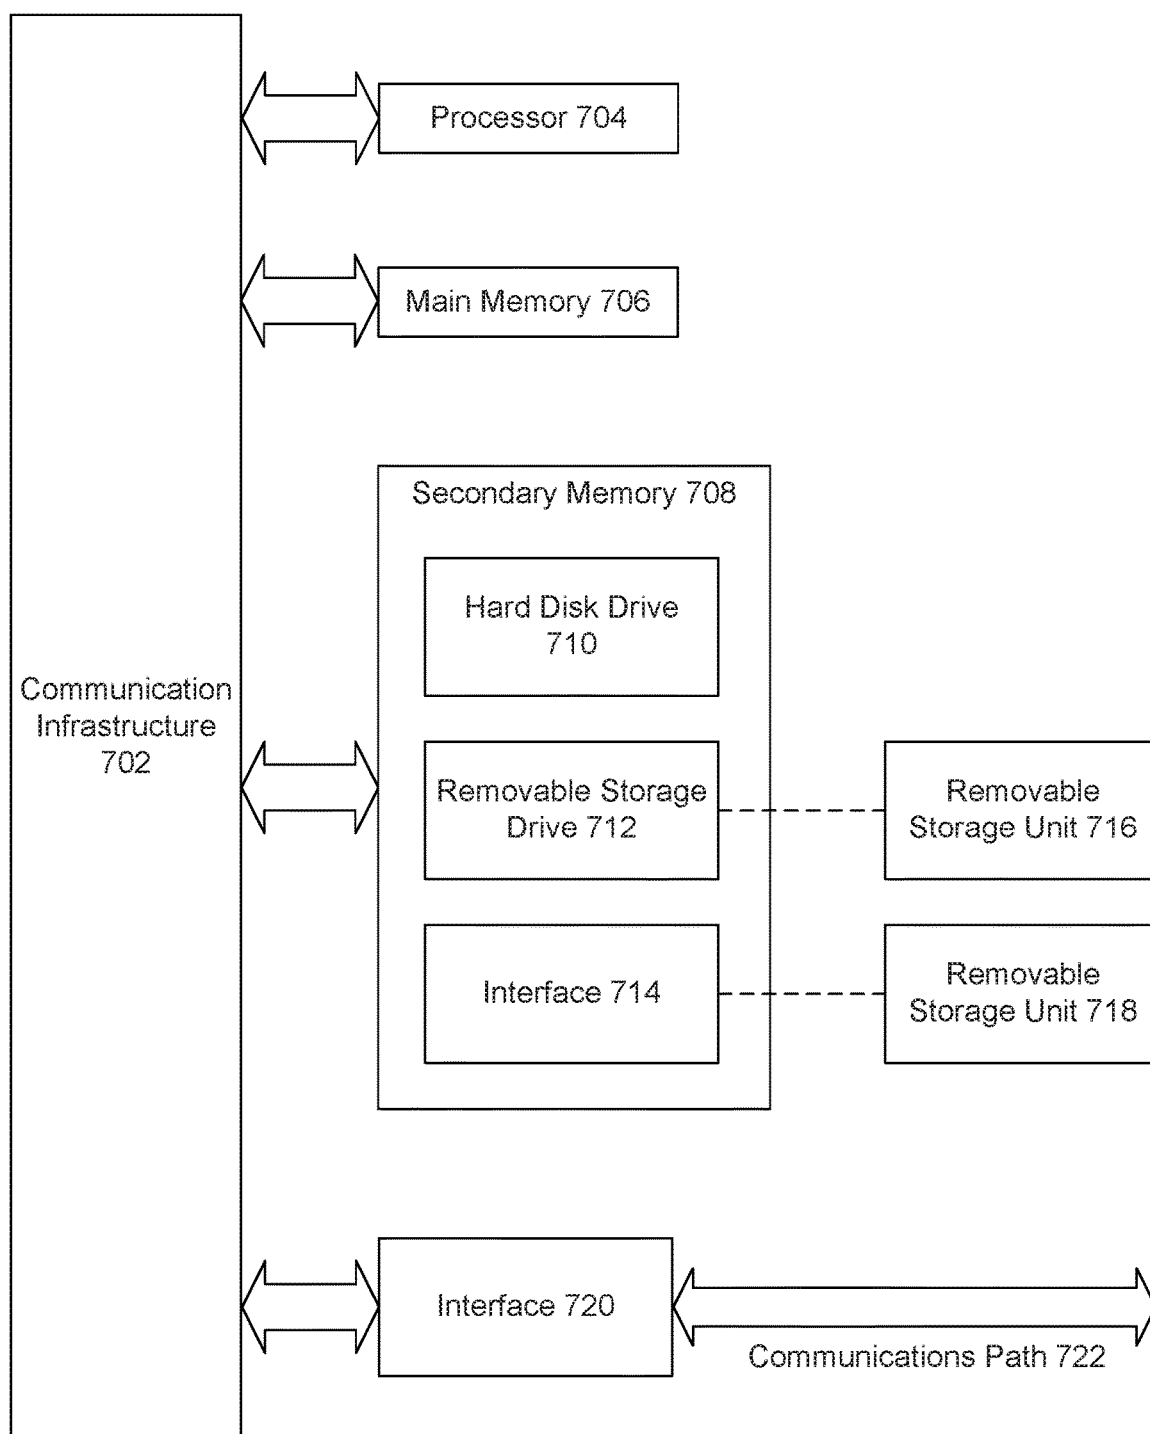 Processor 704
Main Memory 706
Secondary Memory 708
Hard Disk Drive
710
Communication
Infrastructure
702
Removable Storage
Drive 712
Removable
Storage Unit 716
Interface 714
Removable
Storage Unit 718
Interface 720
Communications Path 722